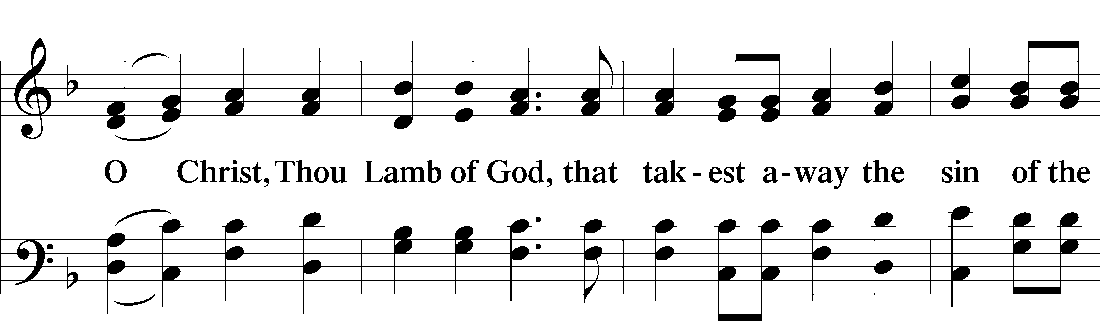 O Christ, Thou Lamb of God, that tak - est a - way the sin of the